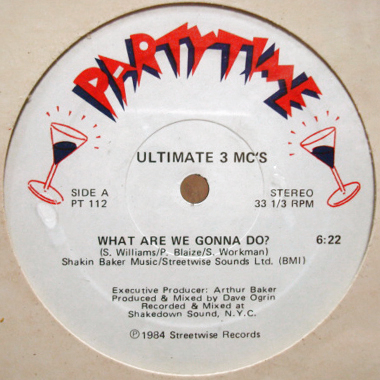 PARTYTIME
ULTIMATE 3 MC'S
SIDE A
PT 112
STEREO
33 1/3 RPM
WHAT ARE WE GONNA DO? 6:22
(S. Williams/P. Blaize/S. Workman)
Shakin Baker Music/Streetwise Sounds Ltd. (BMI)
Executive Producer: Arthur Baker
Produced & Mixed by Dave Ogrin
Recorded & Mixed at
Shakedown Sound, N.Y.C.
℗ 1984 Streetwise Records